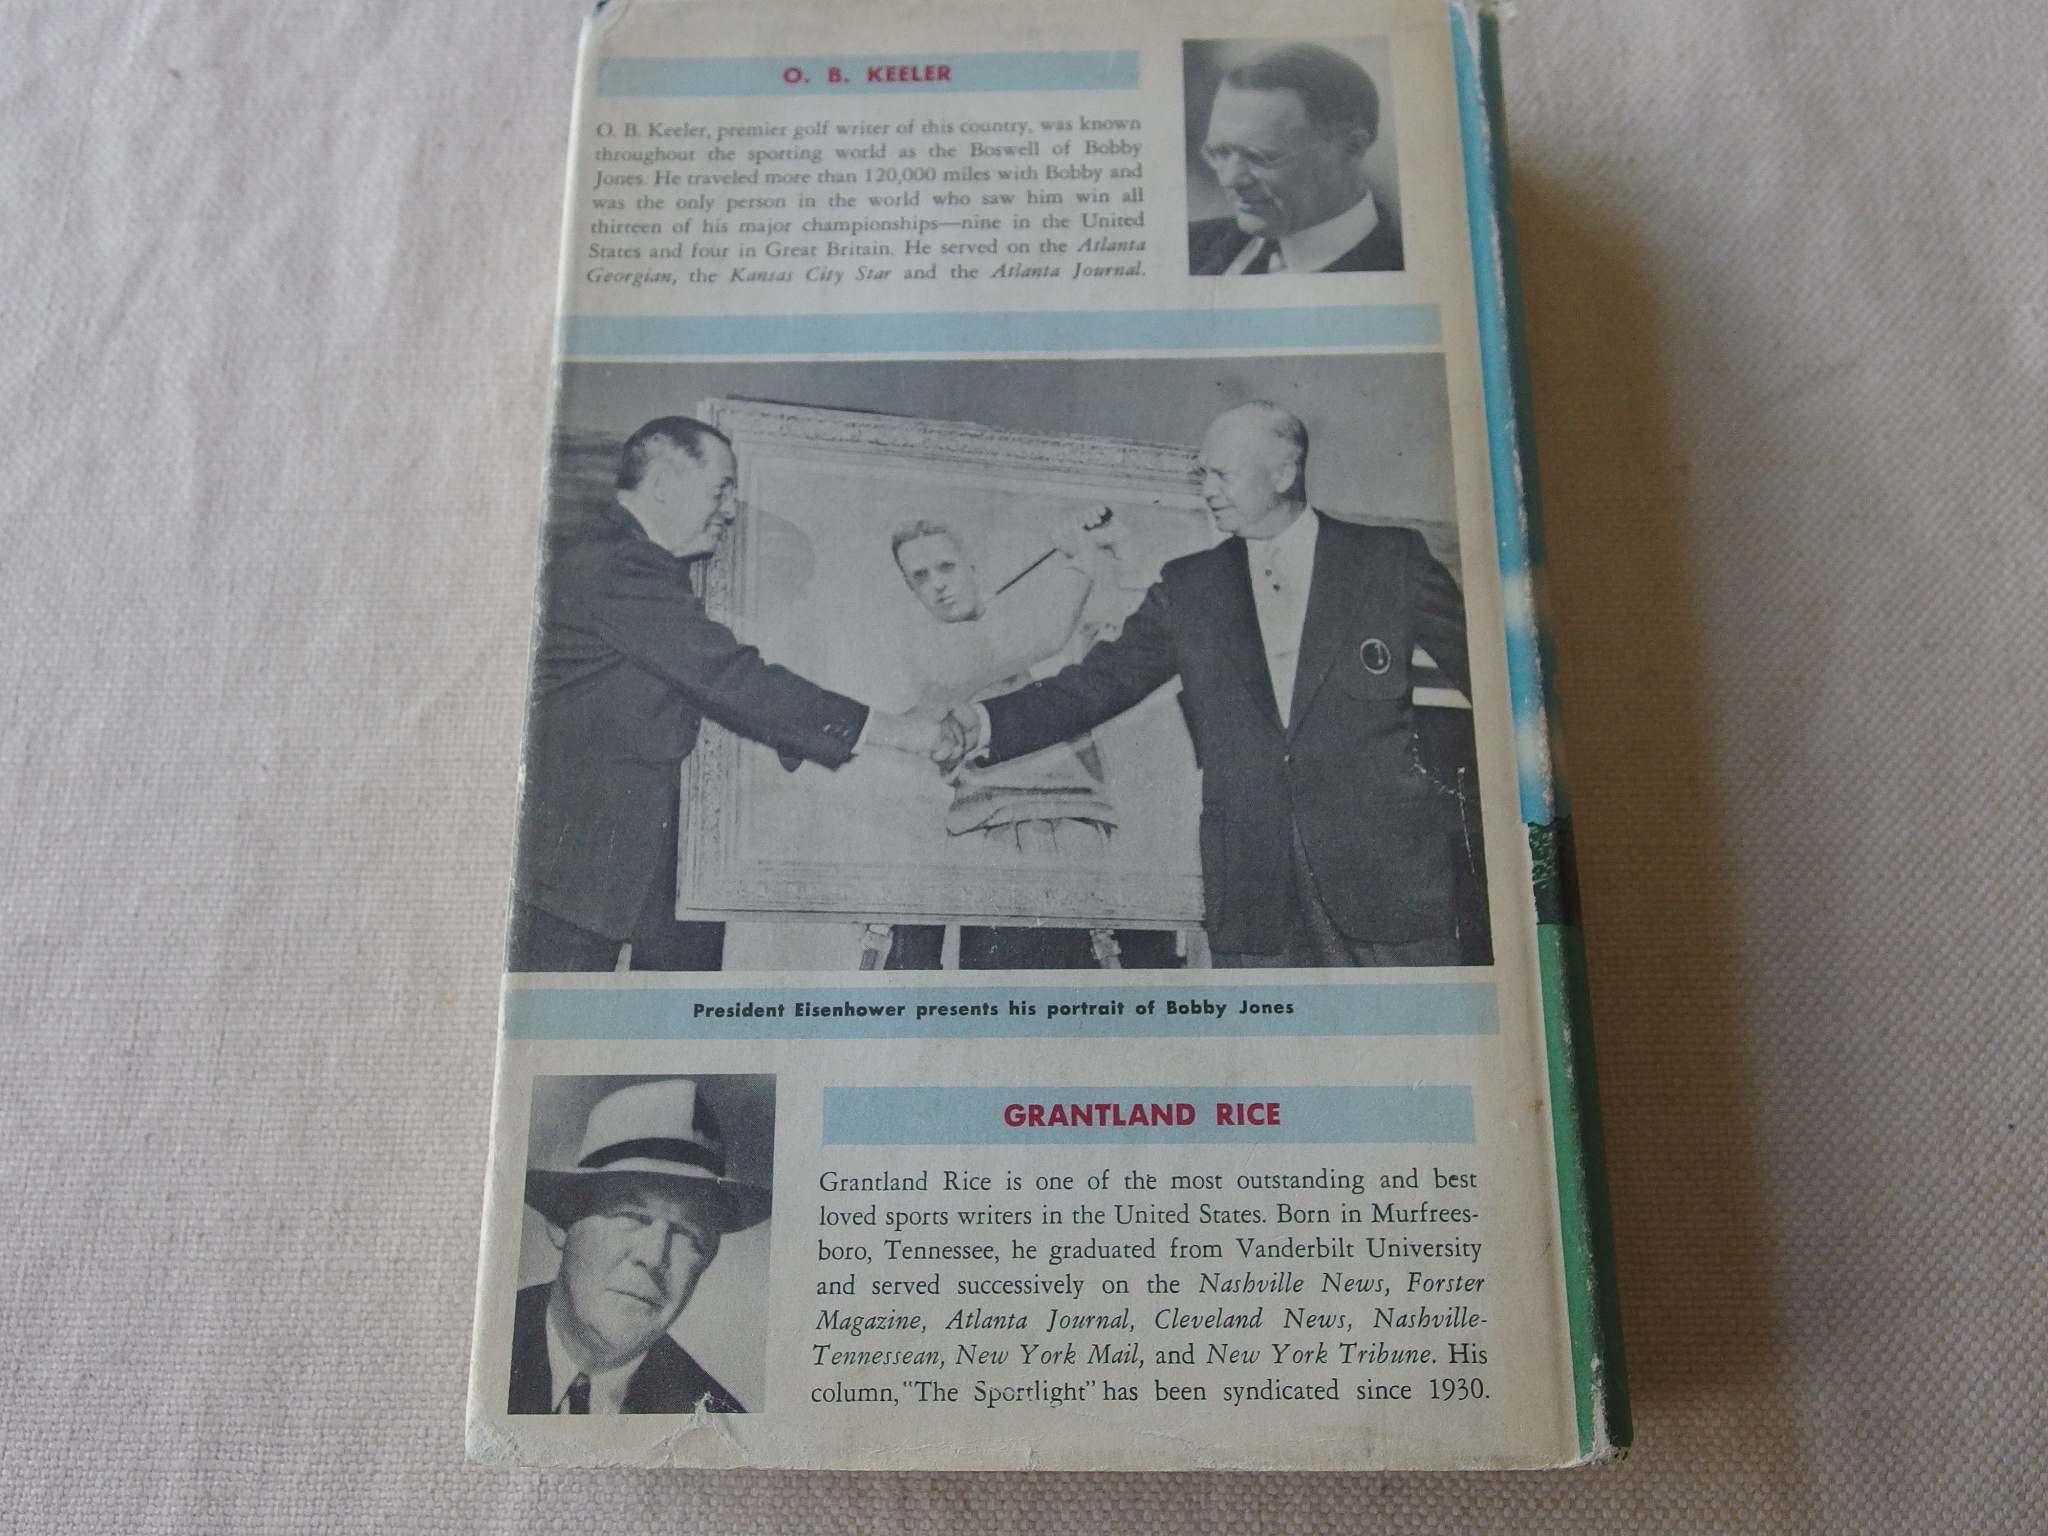 O. B. KEELER
O. B. Keeler, premier golf writer of this country, was known
throughout the sporting world as the Boswell of Bobby
Jones. He traveled more than 120,000 miles with Bobby and
was the only person in the world who saw him win all
thirteen of his major championships—nine in the United
States and four in Great Britain. He served on the Atlanta
Georgian, the Kansas City Star and the Atlanta Journal.
President Eisenhower presents his portrait of Bobby Jones
GRANTLAND RICE
Grantland Rice is one of the most outstanding and best
loved sports writers in the United States. Born in Murfrees-
boro, Tennessee, he graduated from Vanderbilt University
and served successively on the Nashville News, Forster
Magazine, Atlanta Journal, Cleveland News, Nashville-
Tennessean, New York Mail, and New York Tribune. His
column, "The Sportlight" has been syndicated since 1930.